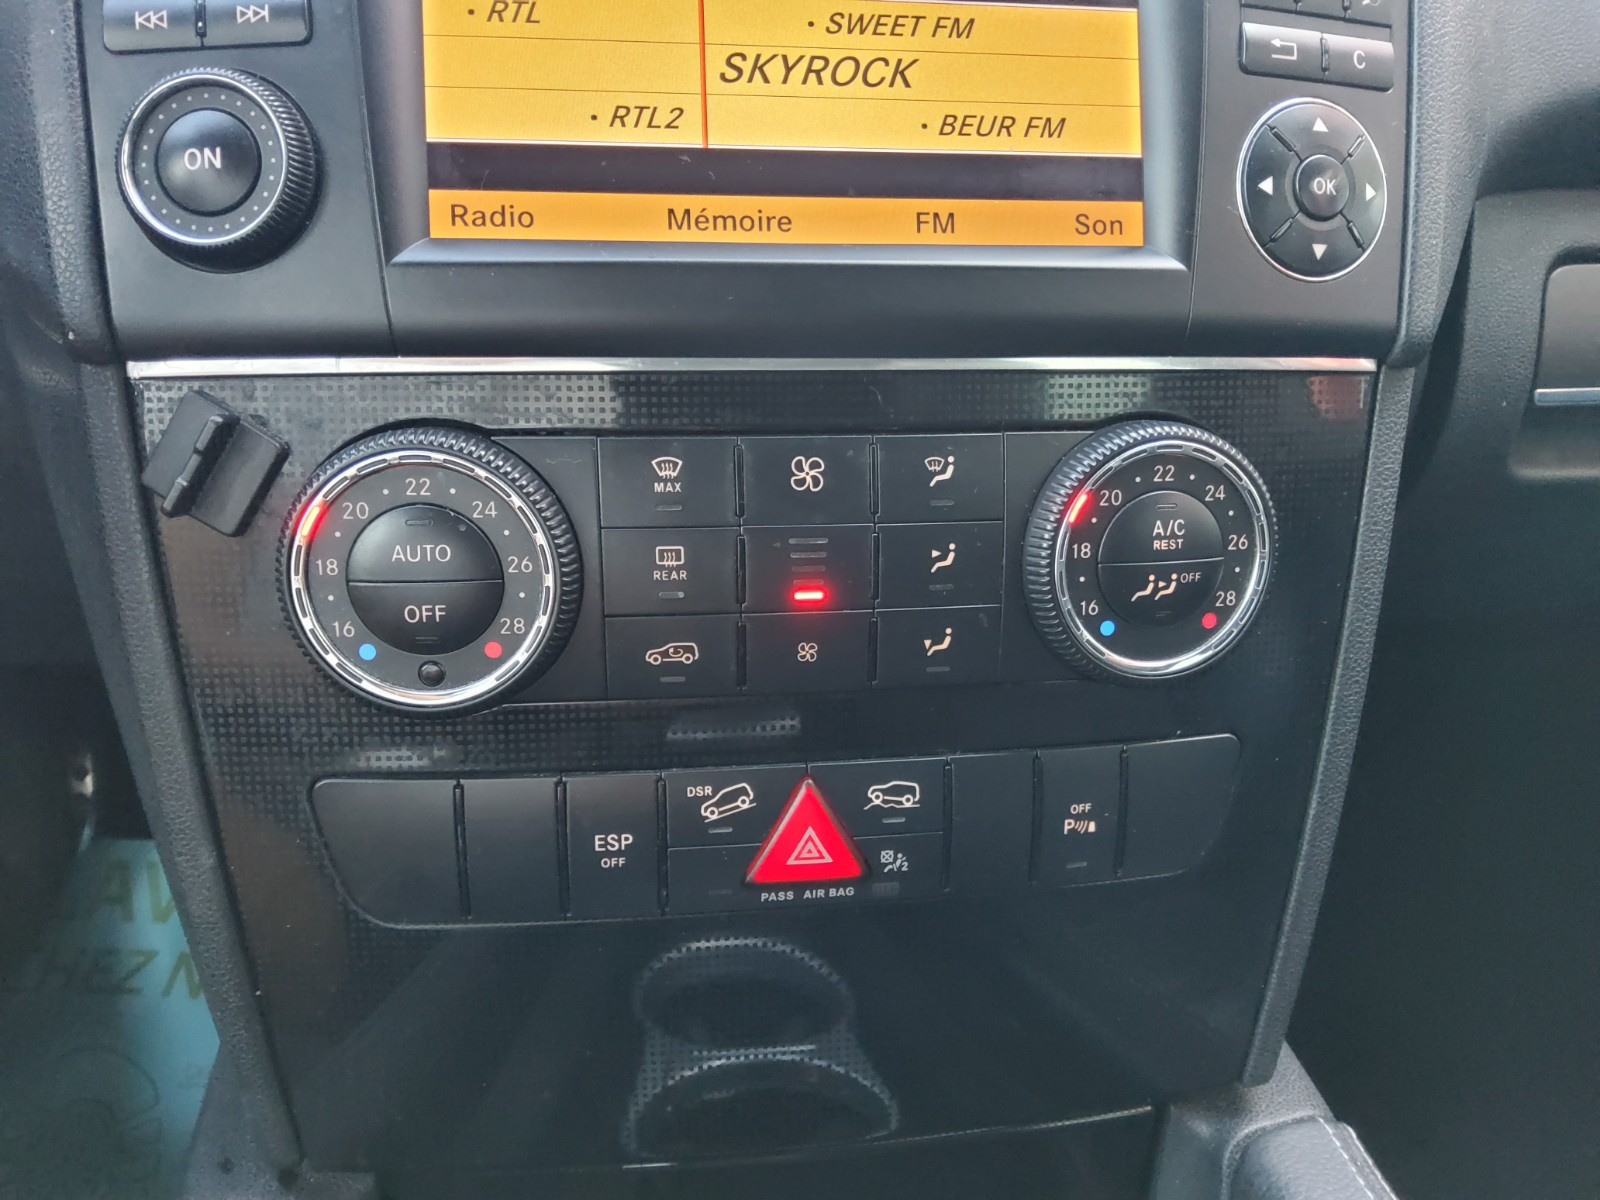 RTL
SWEET FM
SKYROCK
RTL2
BEUR FM
Radio Mémoire FM Son
ON
C
OK
16 18 20 22 24 26 28
AUTO
OFF
MAX
REAR
16 18 20 22 24 26 28
A/C
REST
OFF
ESP
OFF
DSR
PASS AIR BAG
2
OFF
P
HEZ